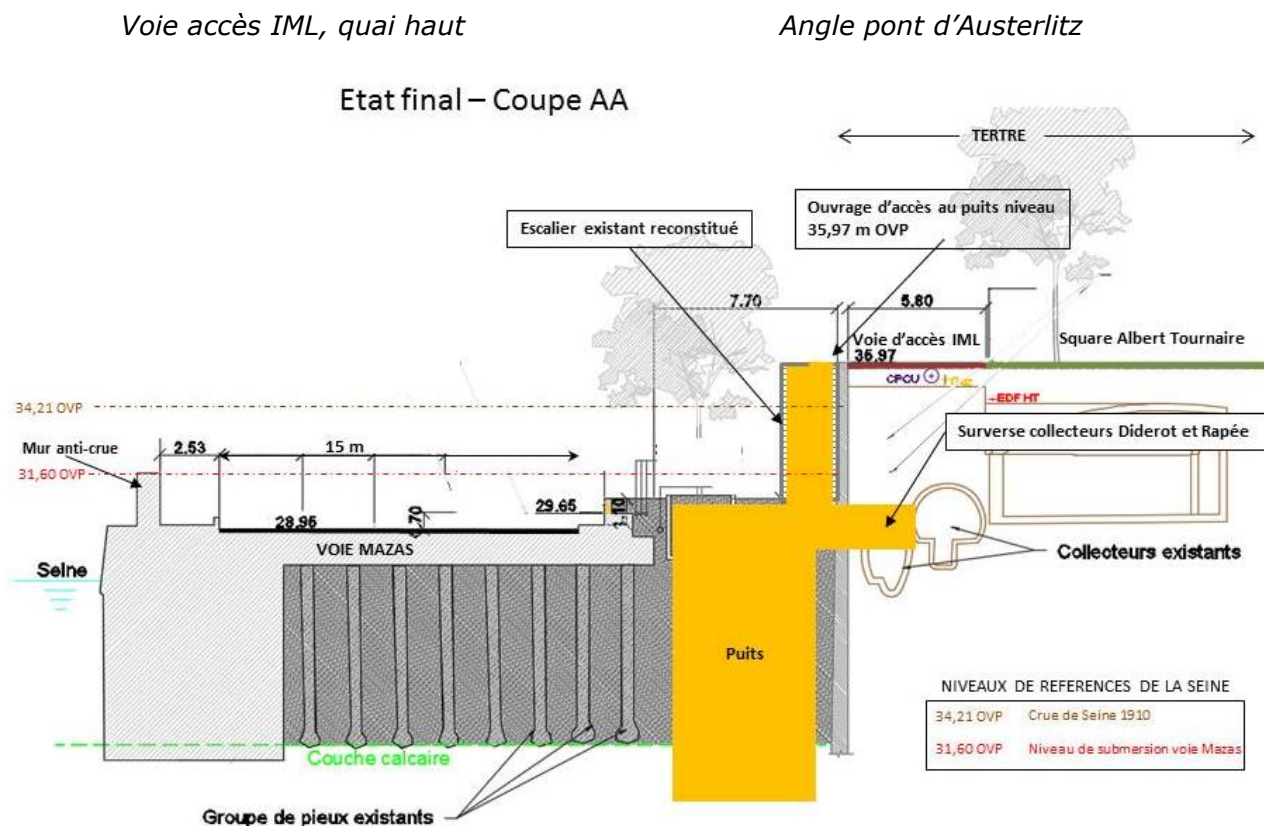 Voie accès IML, quai haut
Angle pont d’Austerlitz
Etat final – Coupe AA
TERTRE
Ouvrage d’accès au puits niveau
35,97 m OVP
Escalier existant reconstitué
7.70
5.80
Voie d’accès IML
35.97
Square Albert Tournaire
CPCU
EDF HT
34,21 OVP
Surverse collecteurs Diderot et Rapée
Mur anti-crue
2.53
15 m
31,60 OVP
28.95
.70
29.65
1.10
VOIE MAZAS
Collecteurs existants
Seine
Puits
NIVEAUX DE REFERENCES DE LA SEINE
34,21 OVP Crue de Seine 1910
31,60 OVP Niveau de submersion voie Mazas
Couche calcaire
Groupe de pieux existants